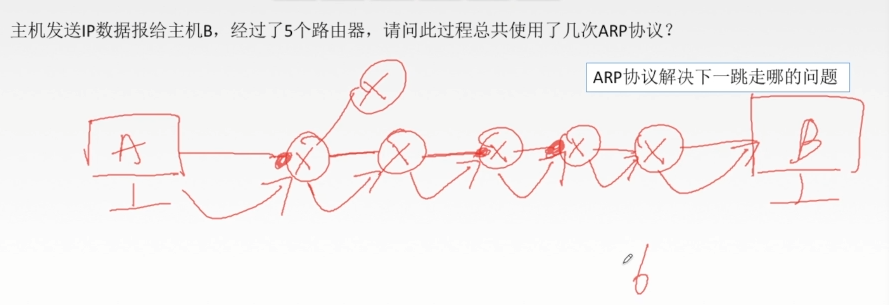 主机发送IP数据报给主机B，经过了5个路由器，请问此过程总共使用了几次ARP协议？
ARP协议解决下一跳走哪的问题
X
A X X X X X B
6